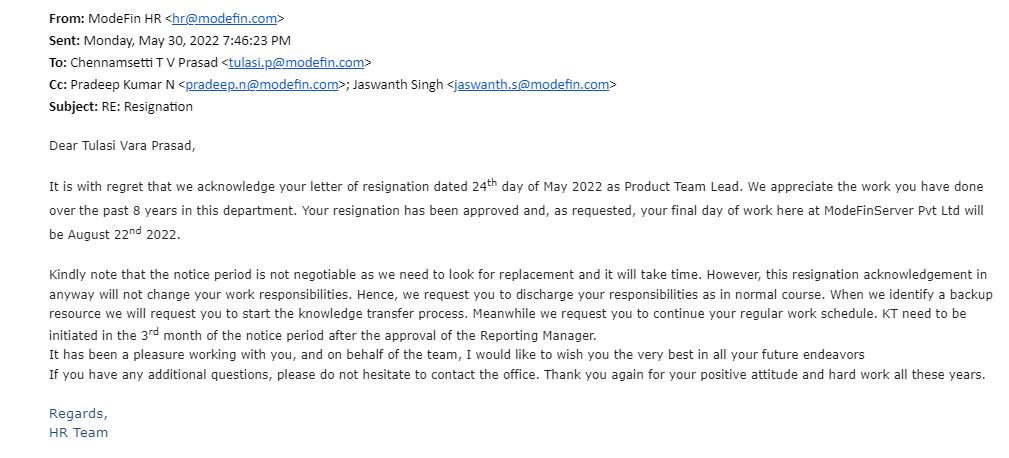 From: ModeFin HR <hr@modefin.com>
Sent: Monday, May 30, 2022 7:46:23 PM
To: Chennamsetti T V Prasad <tulasi.p@modefin.com>
Cc: Pradeep Kumar N <pradeep.n@modefin.com>; Jaswanth Singh <jaswanth.s@modefin.com>
Subject: RE: Resignation
Dear Tulasi Vara Prasad,
It is with regret that we acknowledge your letter of resignation dated 24th day of May 2022 as Product Team Lead. We appreciate the work you have done
over the past 8 years in this department. Your resignation has been approved and, as requested, your final day of work here at ModeFinServer Pvt Ltd will
be August 22nd 2022.
Kindly note that the notice period is not negotiable as we need to look for replacement and it will take time. However, this resignation acknowledgement in
anyway will not change your work responsibilities. Hence, we request you to discharge your responsibilities as in normal course. When we identify a backup
resource we will request you to start the knowledge transfer process. Meanwhile we request you to continue your regular work schedule. KT need to be
initiated in the 3rd month of the notice period after the approval of the Reporting Manager.
It has been a pleasure working with you, and on behalf of the team, I would like to wish you the very best in all your future endeavors
If you have any additional questions, please do not hesitate to contact the office. Thank you again for your positive attitude and hard work all these years.
Regards,
HR Team